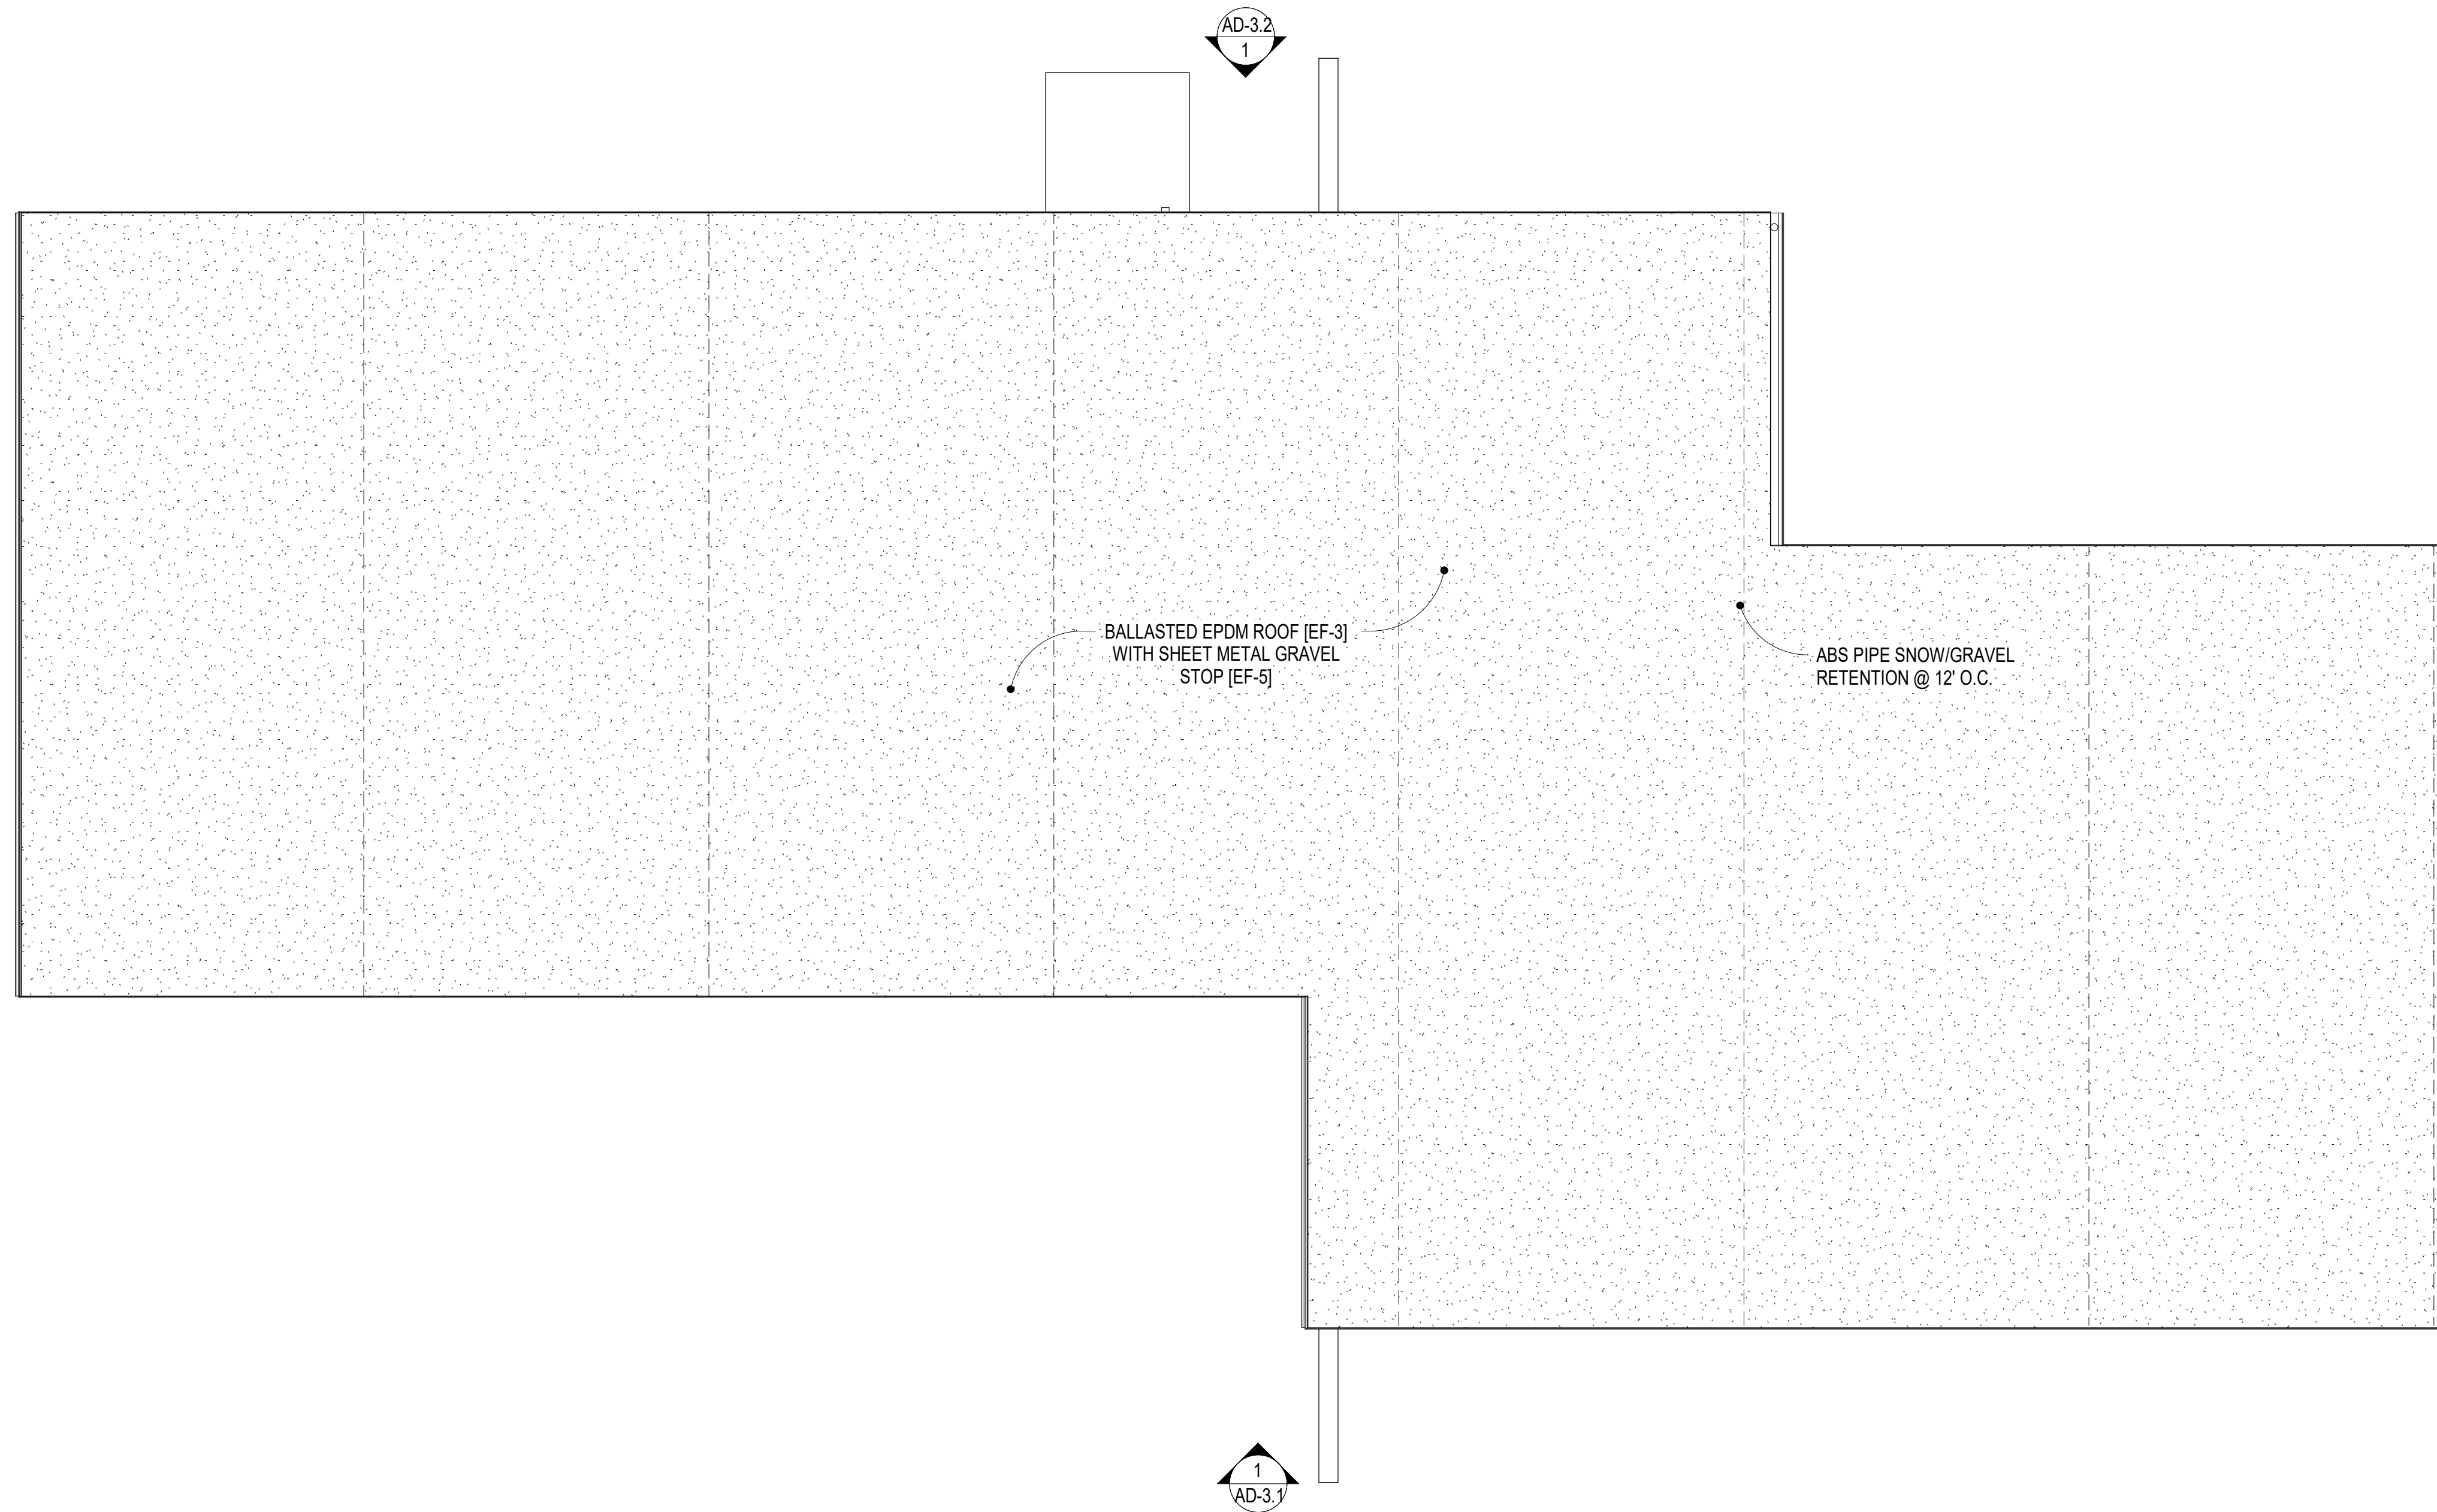 AD-3.2
1
BALLASTED EPDM ROOF [EF-3]
WITH SHEET METAL GRAVEL
STOP [EF-5]
ABS PIPE SNOW/GRAVEL
RETENTION @ 12' O.C.
1
AD-3.1